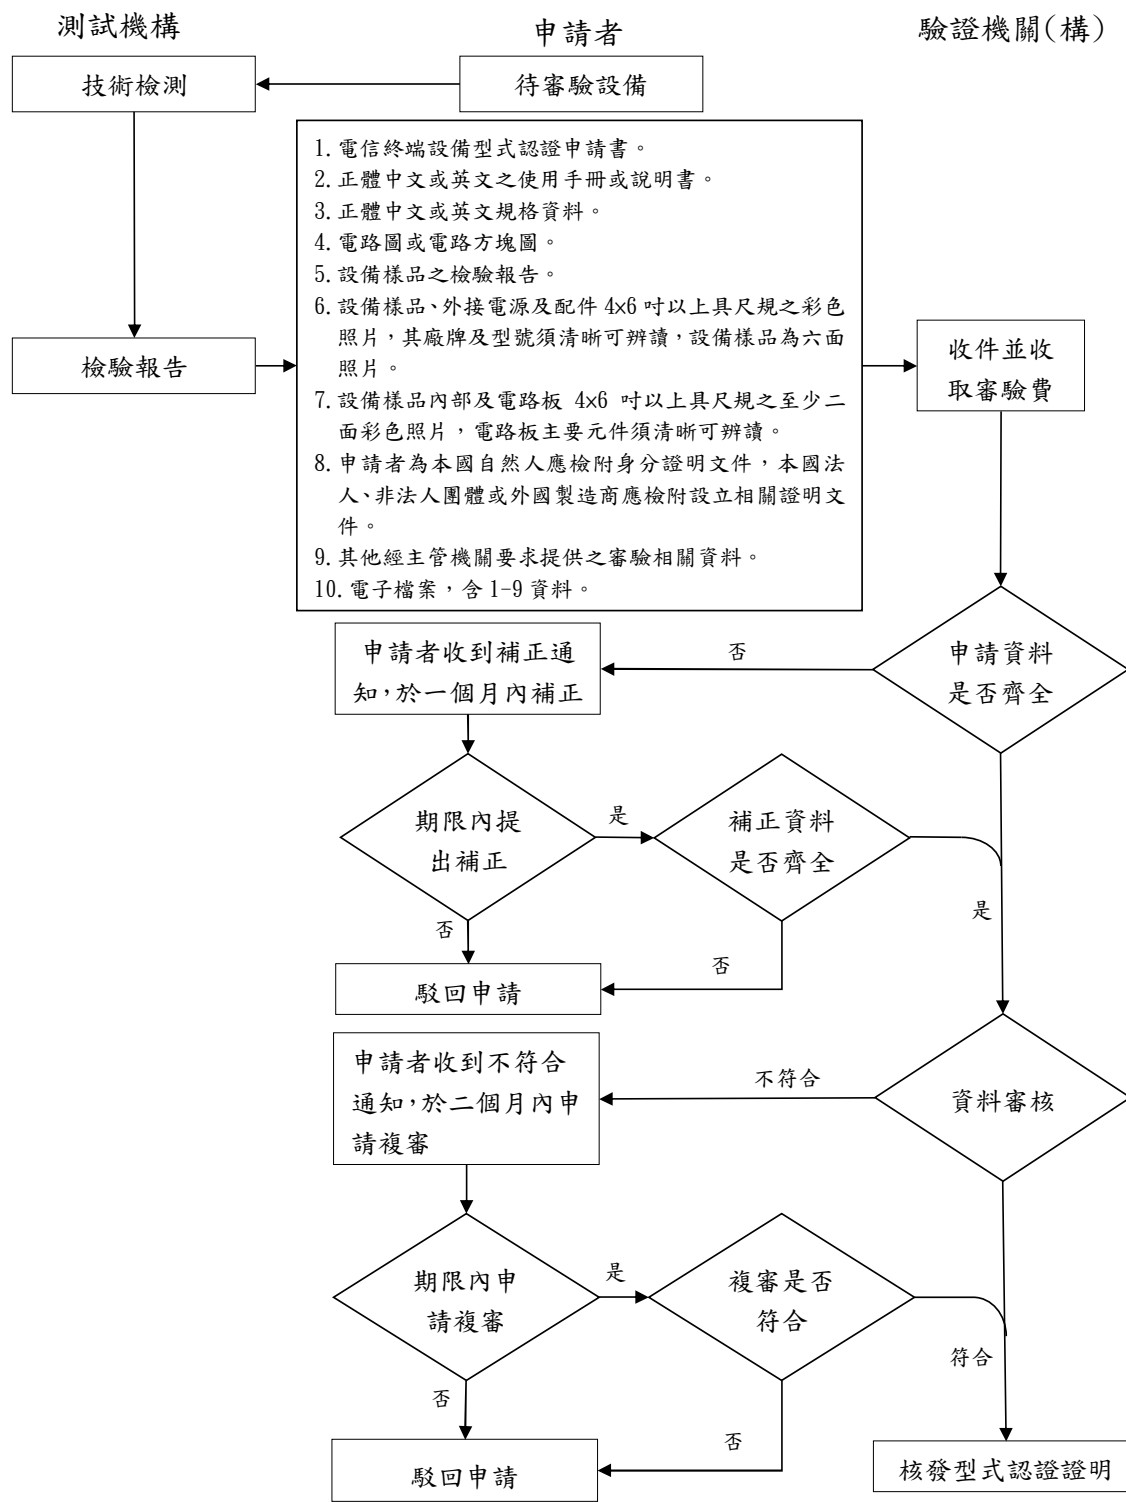 測試機構
申請者
驗證機關(構)
技術檢測
待審驗設備
1. 電信終端設備型式認證申請書。
2. 正體中文或英文之使用手冊或說明書。
3. 正體中文或英文規格資料。
4. 電路圖或電路方塊圖。
5. 設備樣品之檢驗報告。
6. 設備樣品、外接電源及配件 4x6 吋以上具尺規之彩色
照片，其廠牌及型號須清晰可辨讀，設備樣品為六面
照片。
7. 設備樣品內部及電路板 4x6 吋以上具尺規之至少二
面彩色照片，電路板主要元件須清晰可辨讀。
8. 申請者為本國自然人應檢附身分證明文件，本國法
人、非法人團體或外國製造商應檢附設立相關證明文
件。
9. 其他經主管機關要求提供之審驗相關資料。
10. 電子檔案，含 1-9 資料。
檢驗報告
收件並收
取審驗費
申請者收到補正通
知，於一個月內補正
否
申請資料
是否齊全
期限內提
出補正
是
補正資料
是否齊全
是
否
否
駁回申請
申請者收到不符合
通知，於二個月內申
請複審
不符合
資料審核
期限內申
請複審
是
複審是否
符合
符合
否
否
駁回申請
核發型式認證證明